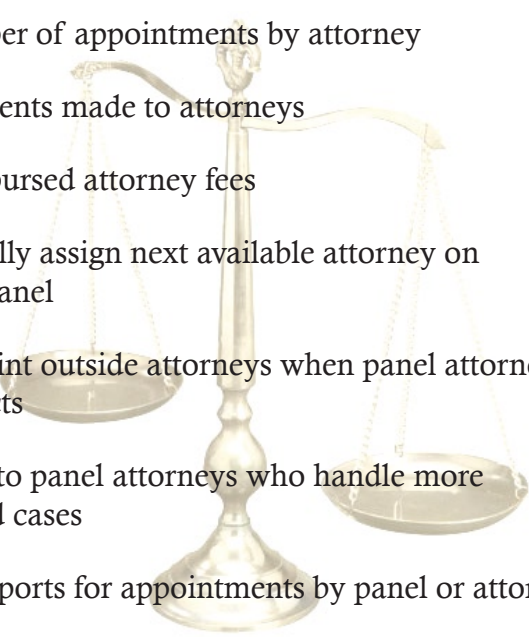 er of appointments by attorney
ents made to attorneys
ursed attorney fees
lly assign next available attorney on
anel
int outside attorneys when panel attorne
ts
to panel attorneys who handle more
d cases
ports for appointments by panel or attor